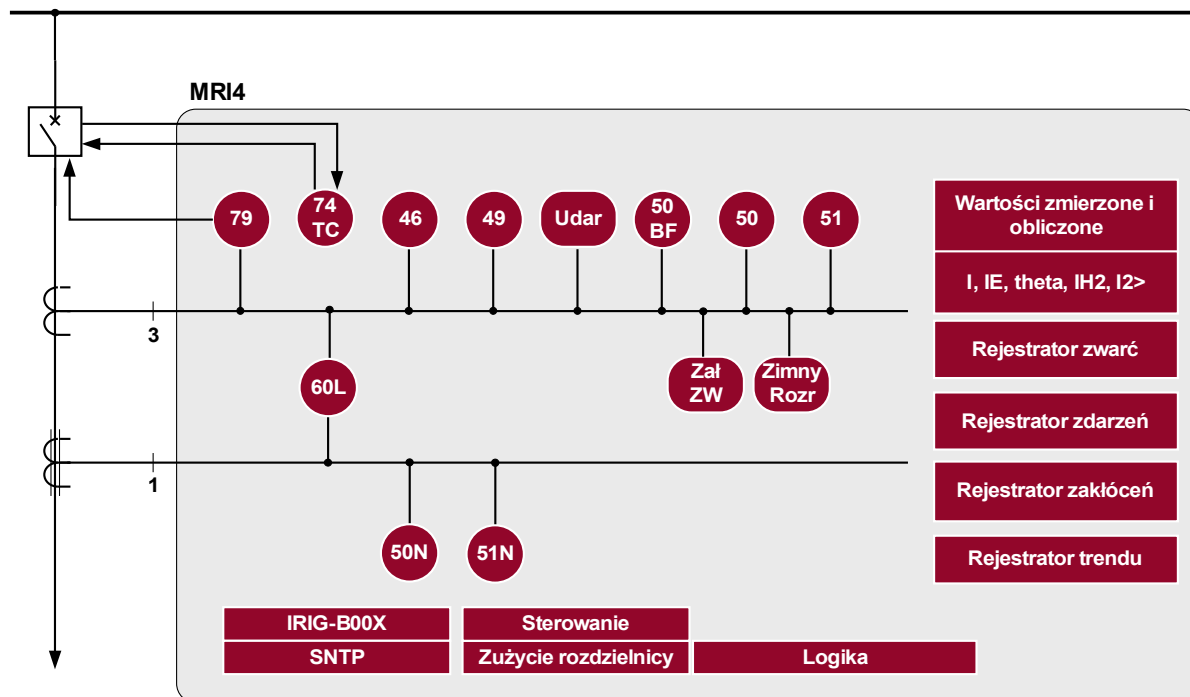 MRI4
79
74
TC
46
49
Udar
50
BF
50
51
Wartości zmierzone i
obliczone
I, IE, theta, IH2, I2>
3
Rejestrator zwarć
60L
Zał
ZW
Zimny
Rozr
Rejestrator zdarzeń
1
Rejestrator zakłóceń
50N
51N
Rejestrator trendu
IRIG-B00X
Sterowanie
SNTP
Zużycie rozdzielnicy
Logika